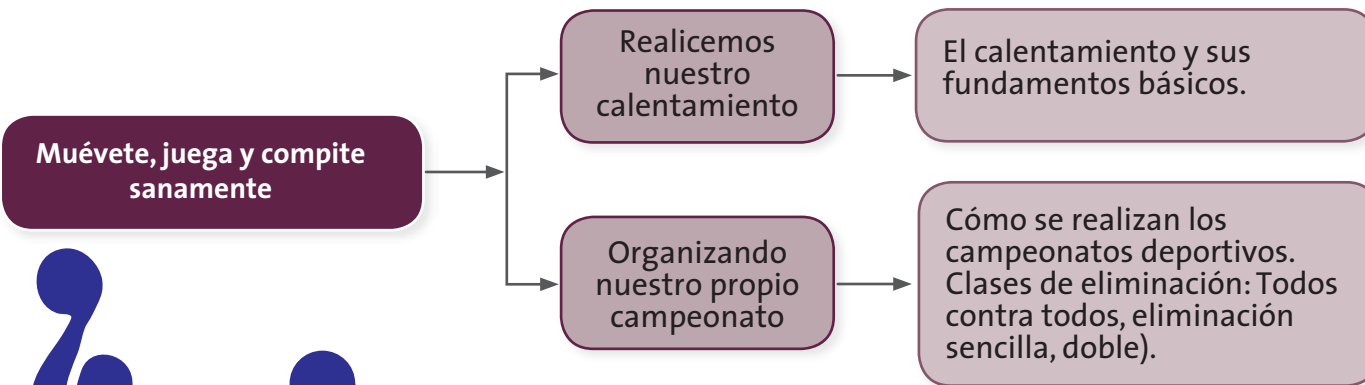 Muévete, juega y compite
sanamente
Realicemos
nuestro
calentamiento
El calentamiento y sus
fundamentos básicos.
Organizando
nuestro propio
campeonato
Cómo se realizan los
campeonatos deportivos.
Clases de eliminación: Todos
contra todos, eliminación
sencilla, doble).